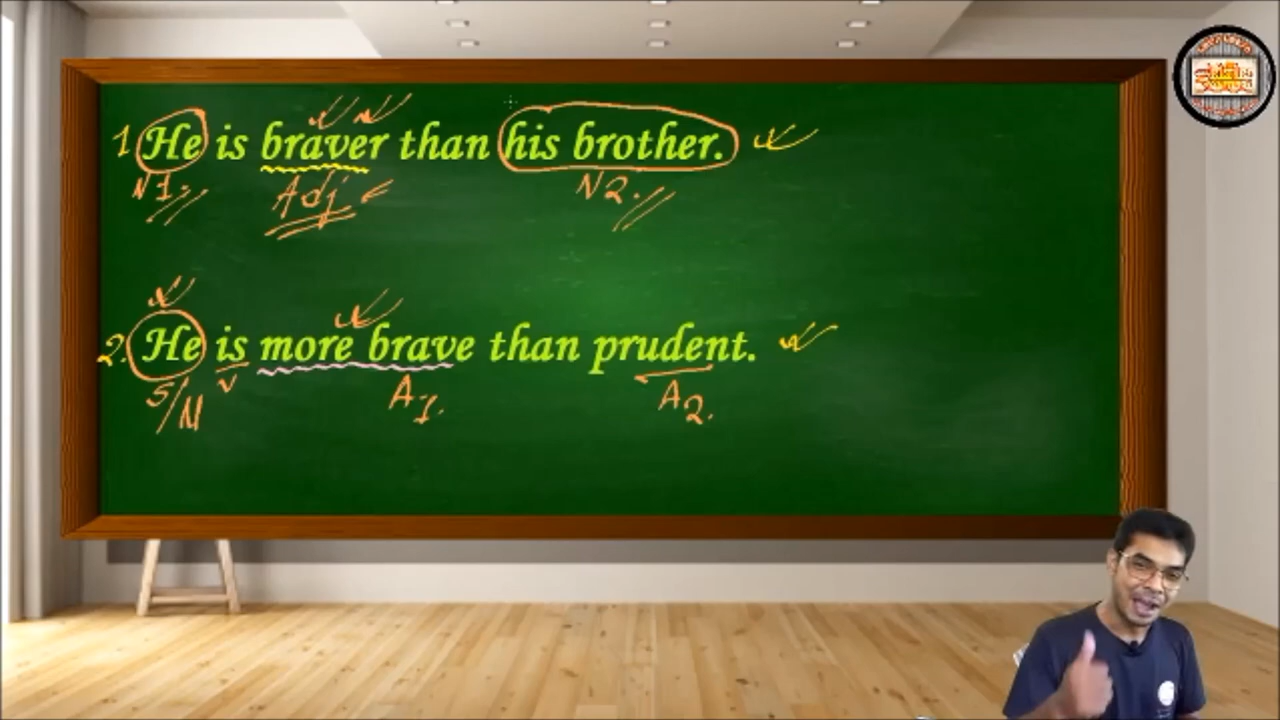 1 He is braver than his brother.
N1. Adj N2.
2. He is more brave than prudent.
S/N V A1. A2.